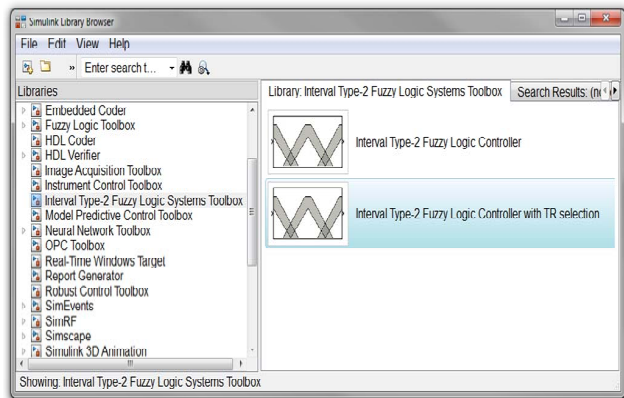 Simulink Library Browser
File Edit View Help
» Enter search t...
Libraries
Embedded Coder
Fuzzy Logic Toolbox
HDL Coder
HDL Verifier
Image Acquisition Toolbox
Instrument Control Toolbox
Interval Type-2 Fuzzy Logic Systems Toolbox
Model Predictive Control Toolbox
Neural Network Toolbox
OPC Toolbox
Real-Time Windows Target
Report Generator
Robust Control Toolbox
SimEvents
SimRF
Simscape
Simulink 3D Animation
Library: Interval Type-2 Fuzzy Logic Systems Toolbox
Search Results: (no
Interval Type-2 Fuzzy Logic Controller
Interval Type-2 Fuzzy Logic Controller with TR selection
Showing: Interval Type-2 Fuzzy Logic Systems Toolbox